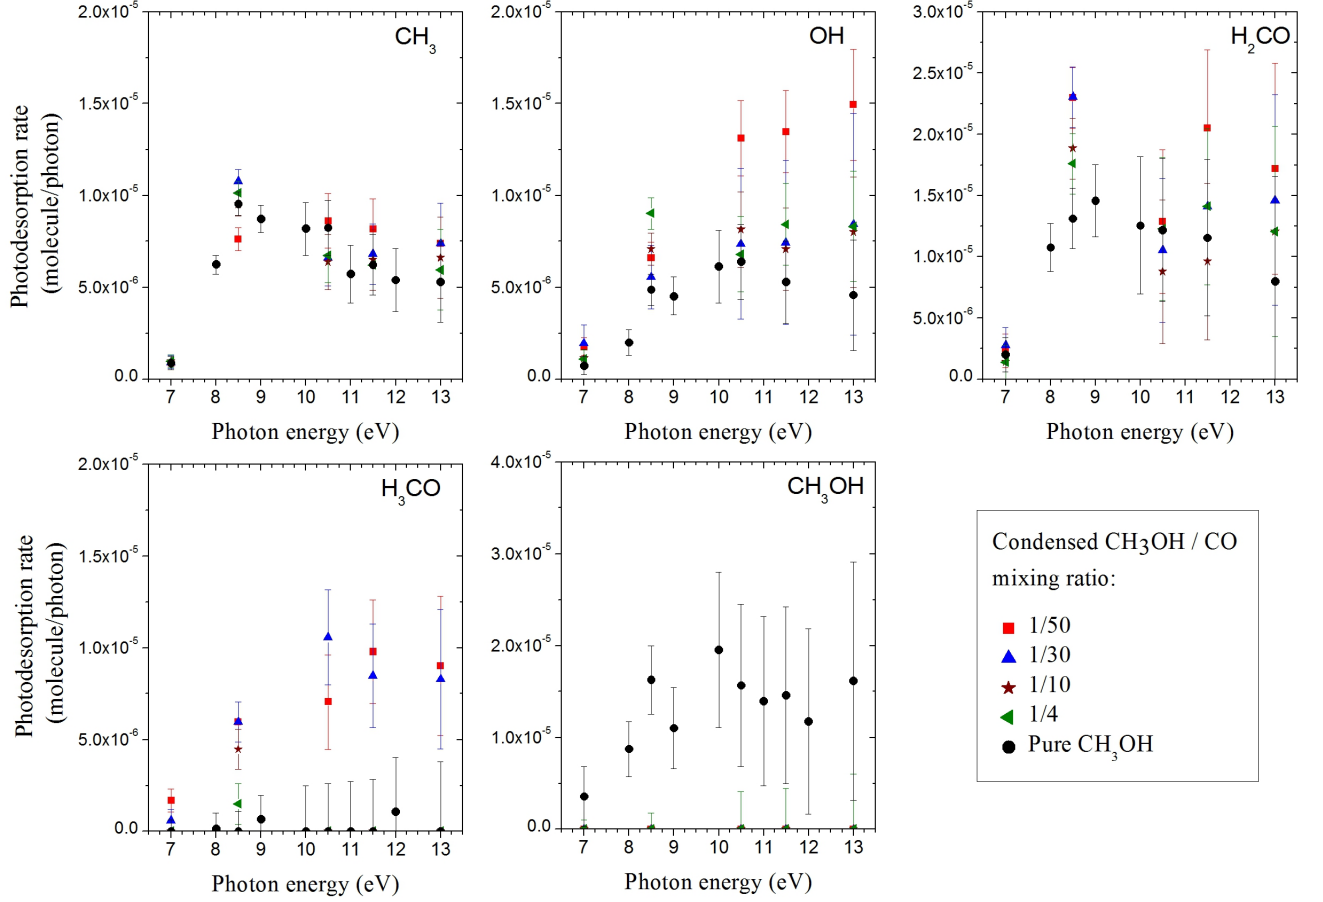 CH3
2.0x10-5
1.5x10-5
1.0x10-5
5.0x10-6
0.0
7 8 9 10 11 12 13
Photon energy (eV)
Photodesorption rate
(molecule/photon)
OH
2.0x10-5
1.5x10-5
1.0x10-5
5.0x10-6
0.0
7 8 9 10 11 12 13
Photon energy (eV)
H2CO
3.0x10-5
2.5x10-5
2.0x10-5
1.5x10-5
1.0x10-5
5.0x10-6
0.0
7 8 9 10 11 12 13
Photon energy (eV)
H3CO
2.0x10-5
1.5x10-5
1.0x10-5
5.0x10-6
0.0
7 8 9 10 11 12 13
Photon energy (eV)
Photodesorption rate
(molecule/photon)
CH3OH
4.0x10-5
3.0x10-5
2.0x10-5
1.0x10-5
0.0
7 8 9 10 11 12 13
Photon energy (eV)
Condensed CH3OH / CO
mixing ratio:
1/50
1/30
1/10
1/4
Pure CH3OH